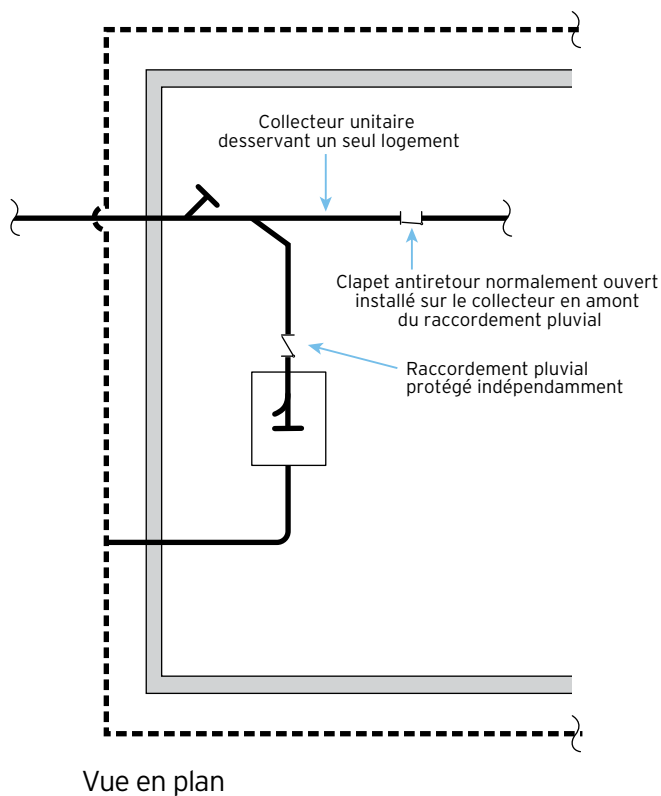 Collecteur unitaire
desservant un seul logement
Clapet antiretour normalement ouvert
installé sur le collecteur en amont
du raccordement pluvial
Raccordement pluvial
protégé indépendamment
Vue en plan